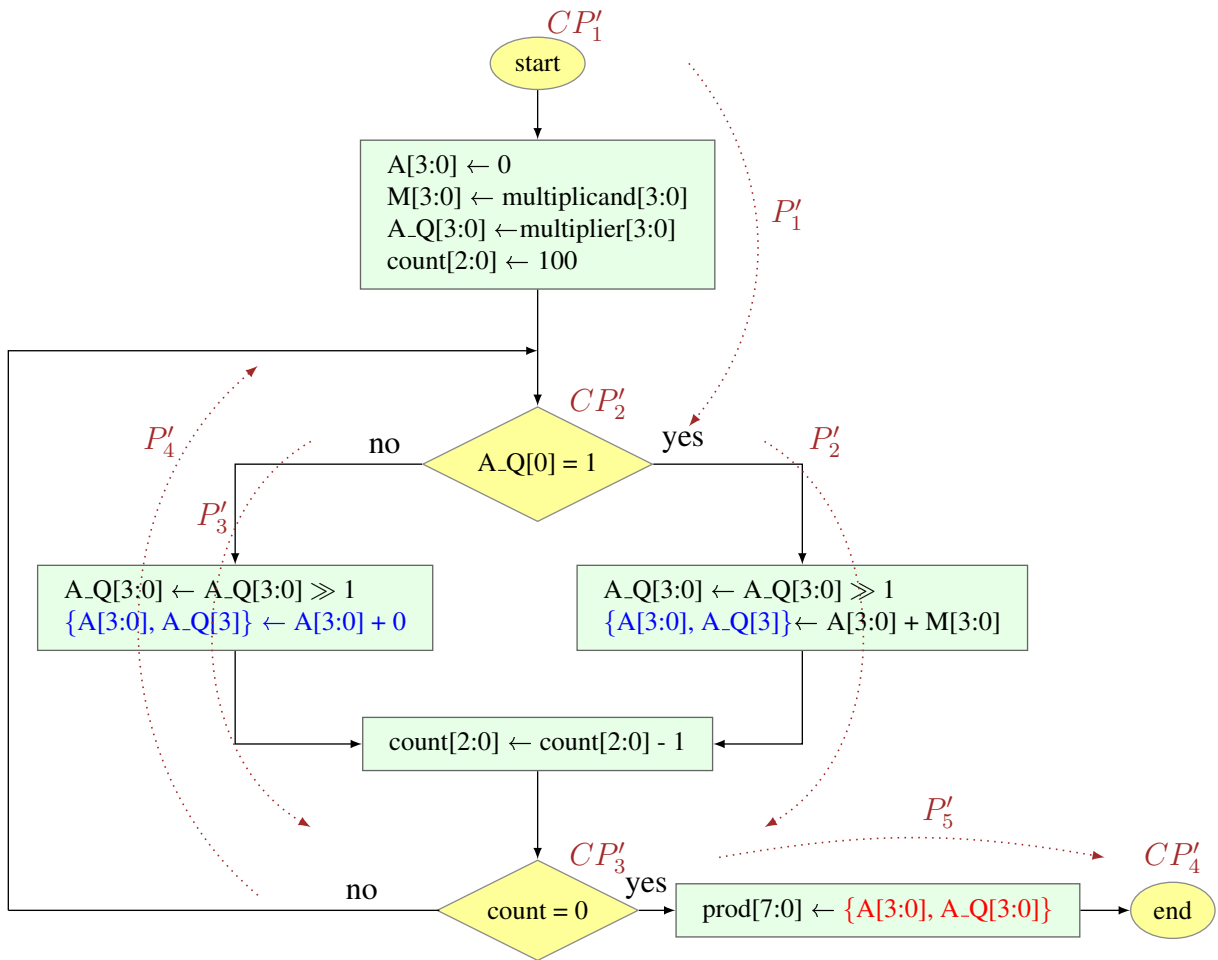 CP′₁
start
A[3:0] ← 0
M[3:0] ← multiplicand[3:0]
A_Q[3:0] ←multiplier[3:0]
count[2:0] ← 100
P′₁
CP′₂
no
A_Q[0] = 1
yes
P′₄
P′₃
P′₂
A_Q[3:0] ← A_Q[3:0] ≫ 1
{A[3:0], A_Q[3]} ← A[3:0] + 0
A_Q[3:0] ← A_Q[3:0] ≫ 1
{A[3:0], A_Q[3]}← A[3:0] + M[3:0]
count[2:0] ← count[2:0] - 1
P′₅
CP′₃
CP′₄
no
count = 0
yes
prod[7:0] ← {A[3:0], A_Q[3:0]}
end